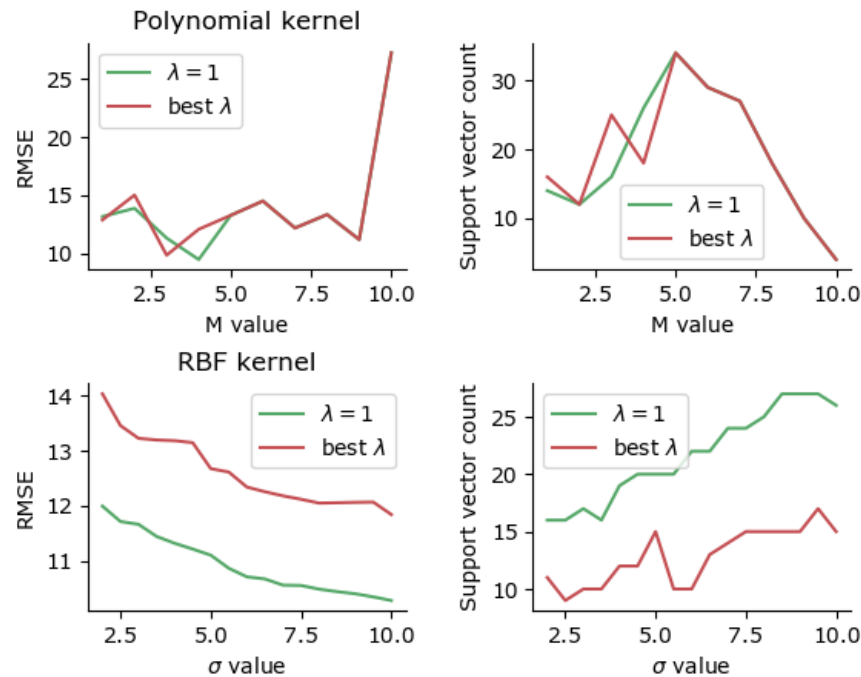 Polynomial kernel
RMSE
25
20
15
10
λ = 1
best λ
2.5 5.0 7.5 10.0
M value
Support vector count
30
20
10
λ = 1
best λ
2.5 5.0 7.5 10.0
M value
RBF kernel
RMSE
14
13
12
11
λ = 1
best λ
2.5 5.0 7.5 10.0
σ value
Support vector count
25
20
15
10
λ = 1
best λ
2.5 5.0 7.5 10.0
σ value